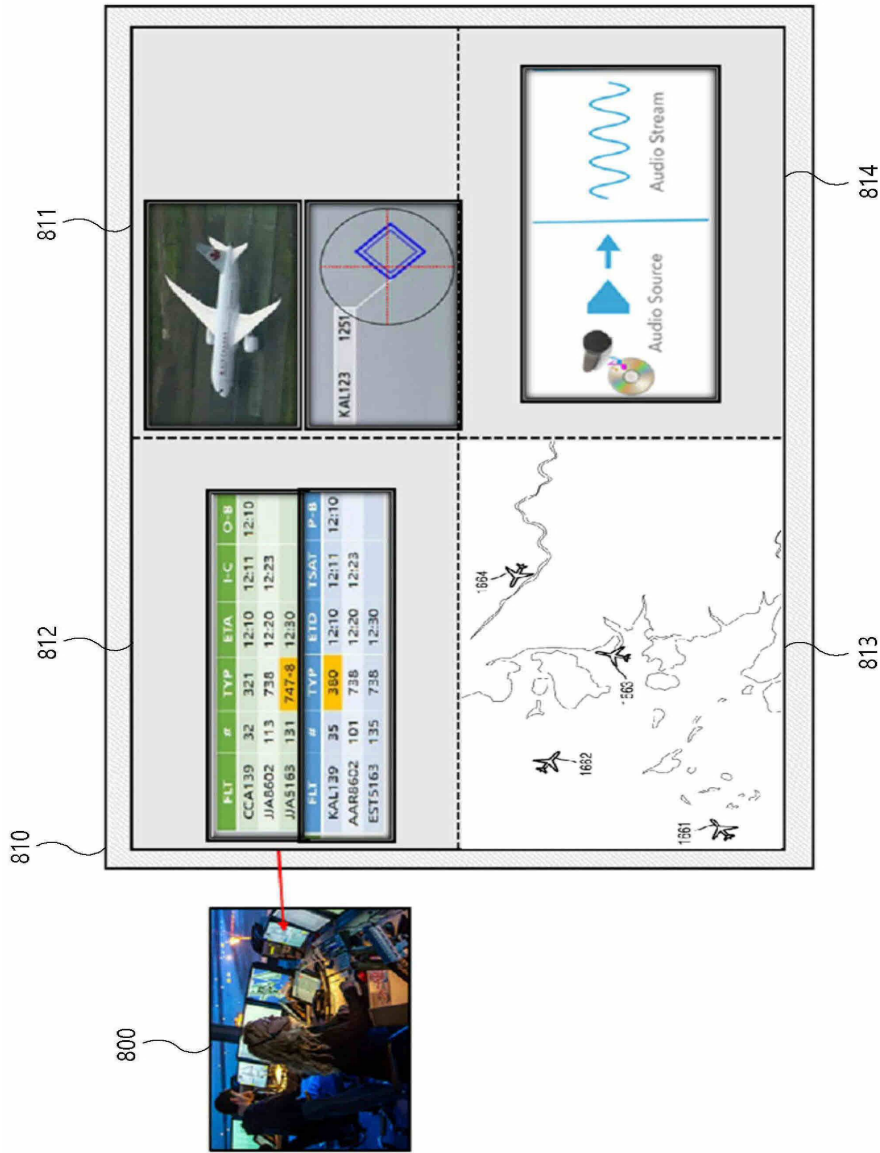 800
810
812
811
FLT # TYP ETA I-C O-B
CCA139 32 321 12:10 12:11 12:10
JJA8602 113 738 12:20 12:23
JJA5163 131 747-8 12:30
FLT # TYP ETD TSAT P-B
KAL139 35 380 12:10 12:11 12:10
AAR8602 101 738 12:20 12:23
EST5163 135 738 12:30
KAL123 1251
1661
1662
1663
1664
Audio Source
Audio Stream
813
814